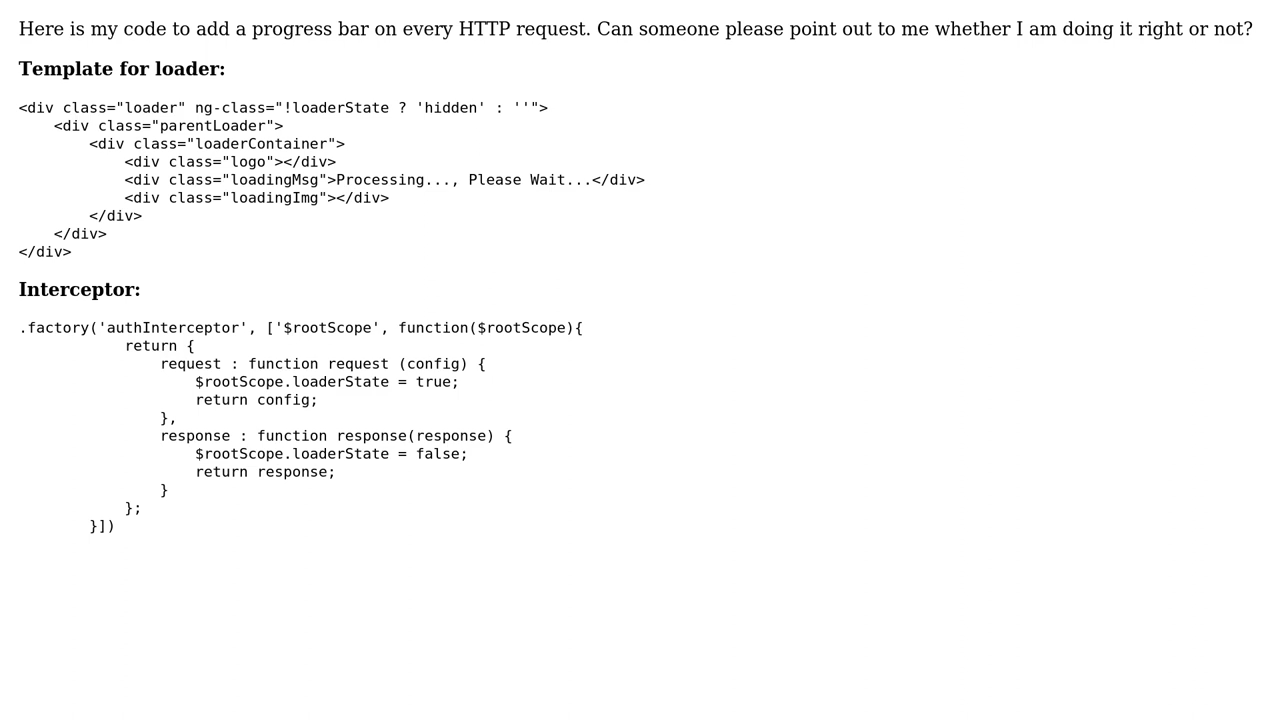 Here is my code to add a progress bar on every HTTP request. Can someone please point out to me whether I am doing it right or not?
Template for loader:
<div class="loader" ng-class="!loaderState ? 'hidden' : ''">
    <div class="parentLoader">
        <div class="loaderContainer">
            <div class="logo"></div>
            <div class="loadingMsg">Processing..., Please Wait...</div>
            <div class="loadingImg"></div>
        </div>
    </div>
</div>
Interceptor:
.factory('authInterceptor', ['$rootScope', function($rootScope){
            return {
                request : function request (config) {
                    $rootScope.loaderState = true;
                    return config;
                },
                response : function response(response) {
                    $rootScope.loaderState = false;
                    return response;
                }
            };
        }])